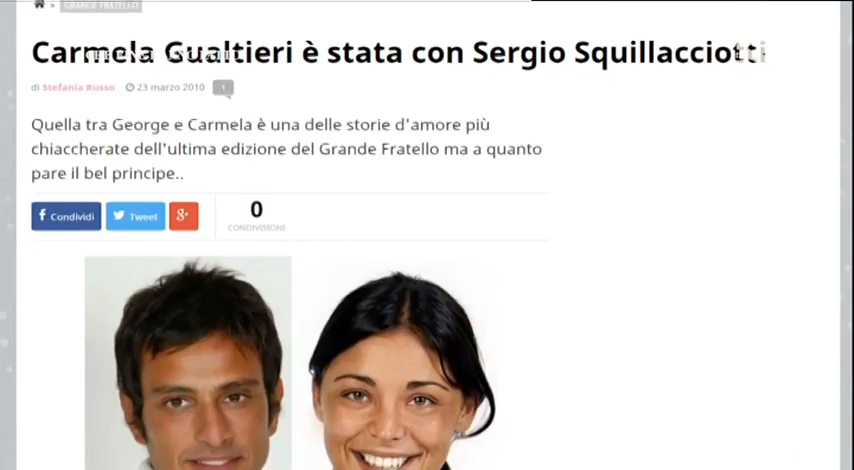 GRANDE FRATELLO
Carmela Gualtieri è stata con Sergio Squillacciotti
di Stefania Russo 23 marzo 2010 1
Quella tra George e Carmela è una delle storie d'amore più
chiaccherate dell'ultima edizione del Grande Fratello ma a quanto
pare il bel principe..
Condividi Tweet g+ 0
CONDIVISIONI